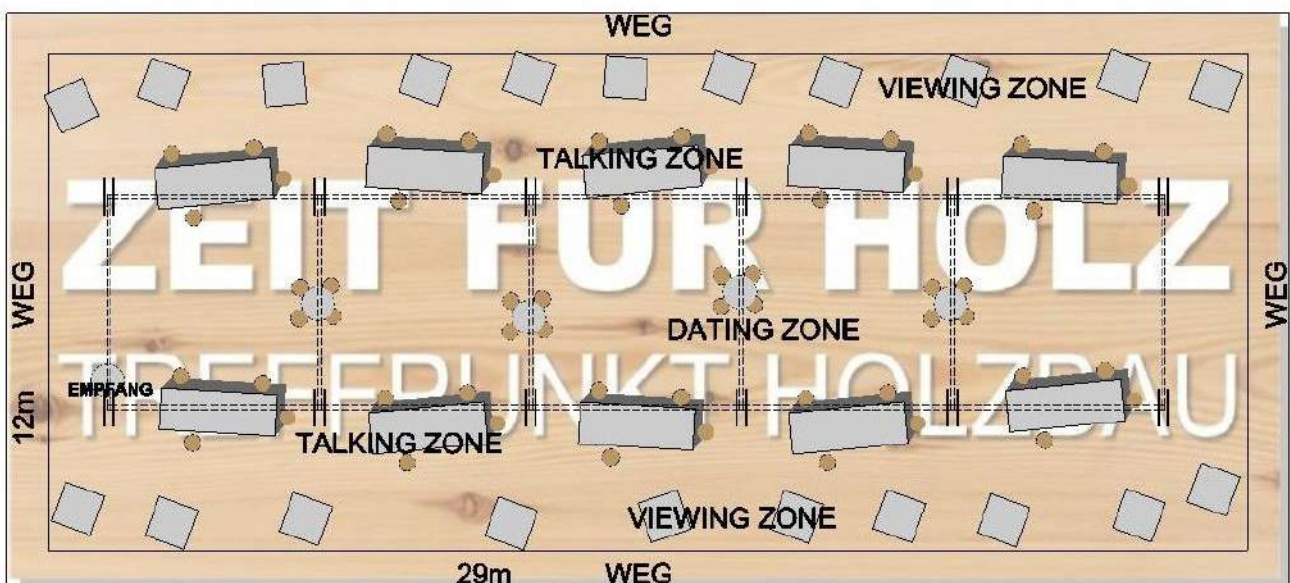 WEG
VIEWING ZONE
TALKING ZONE
ZEIT FÜR HOLZ
WEG
WEG
DATING ZONE
TREFFPUNKT HOLZBAU
EMPFANG
12m
TALKING ZONE
VIEWING ZONE
29m
WEG